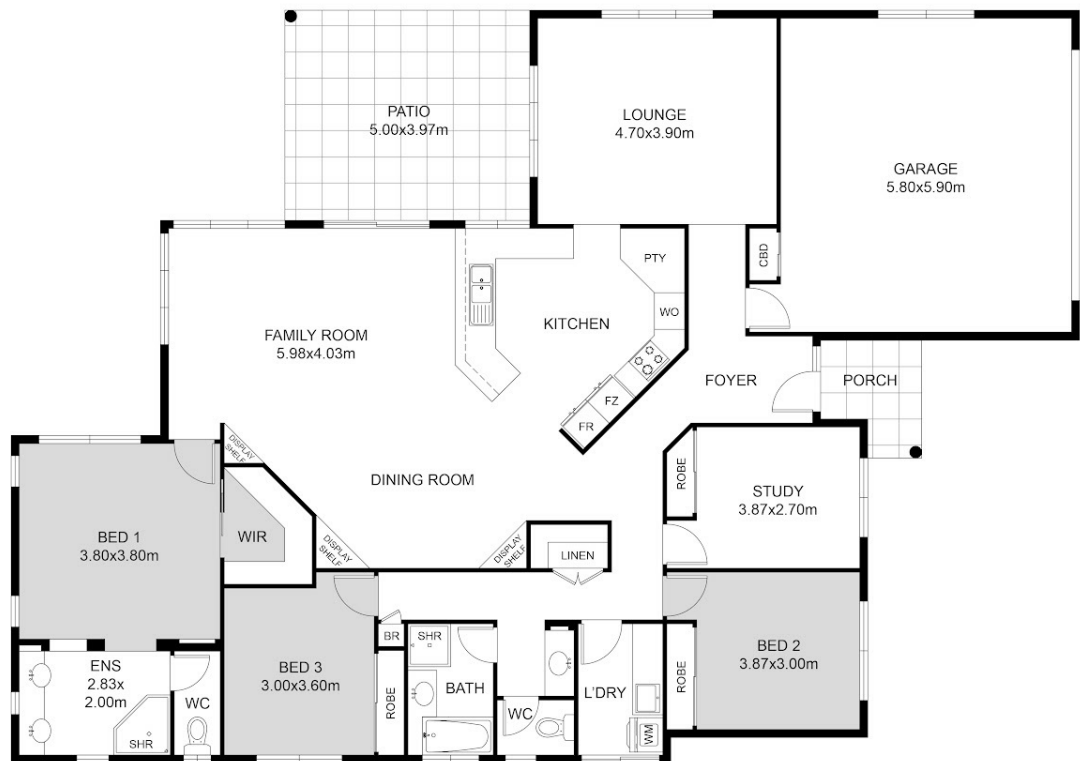 PATIO
5.00x3.97m
LOUNGE
4.70x3.90m
GARAGE
5.80x5.90m
CBD
PTY
WO
KITCHEN
FAMILY ROOM
5.98x4.03m
FZ
FR
FOYER
PORCH
DISPLAY
SHELF
DINING ROOM
ROBE
STUDY
3.87x2.70m
BED 1
3.80x3.80m
WIR
DISPLAY
SHELF
DISPLAY
SHELF
LINEN
BR
SHR
BED 2
3.87x3.00m
ENS
2.83x
2.00m
WC
BED 3
3.00x3.60m
ROBE
BATH
WC
L'DRY
ROBE
WM
SHR